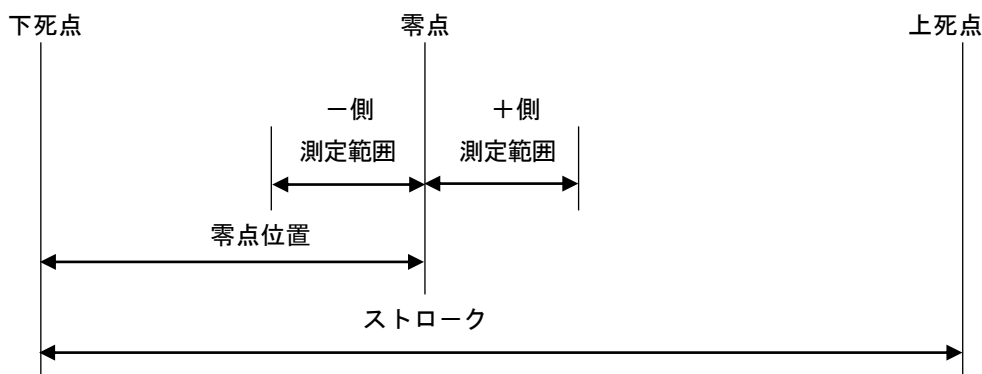 下死点 零点 上死点
－側 ＋側
測定範囲 測定範囲
零点位置
ストローク